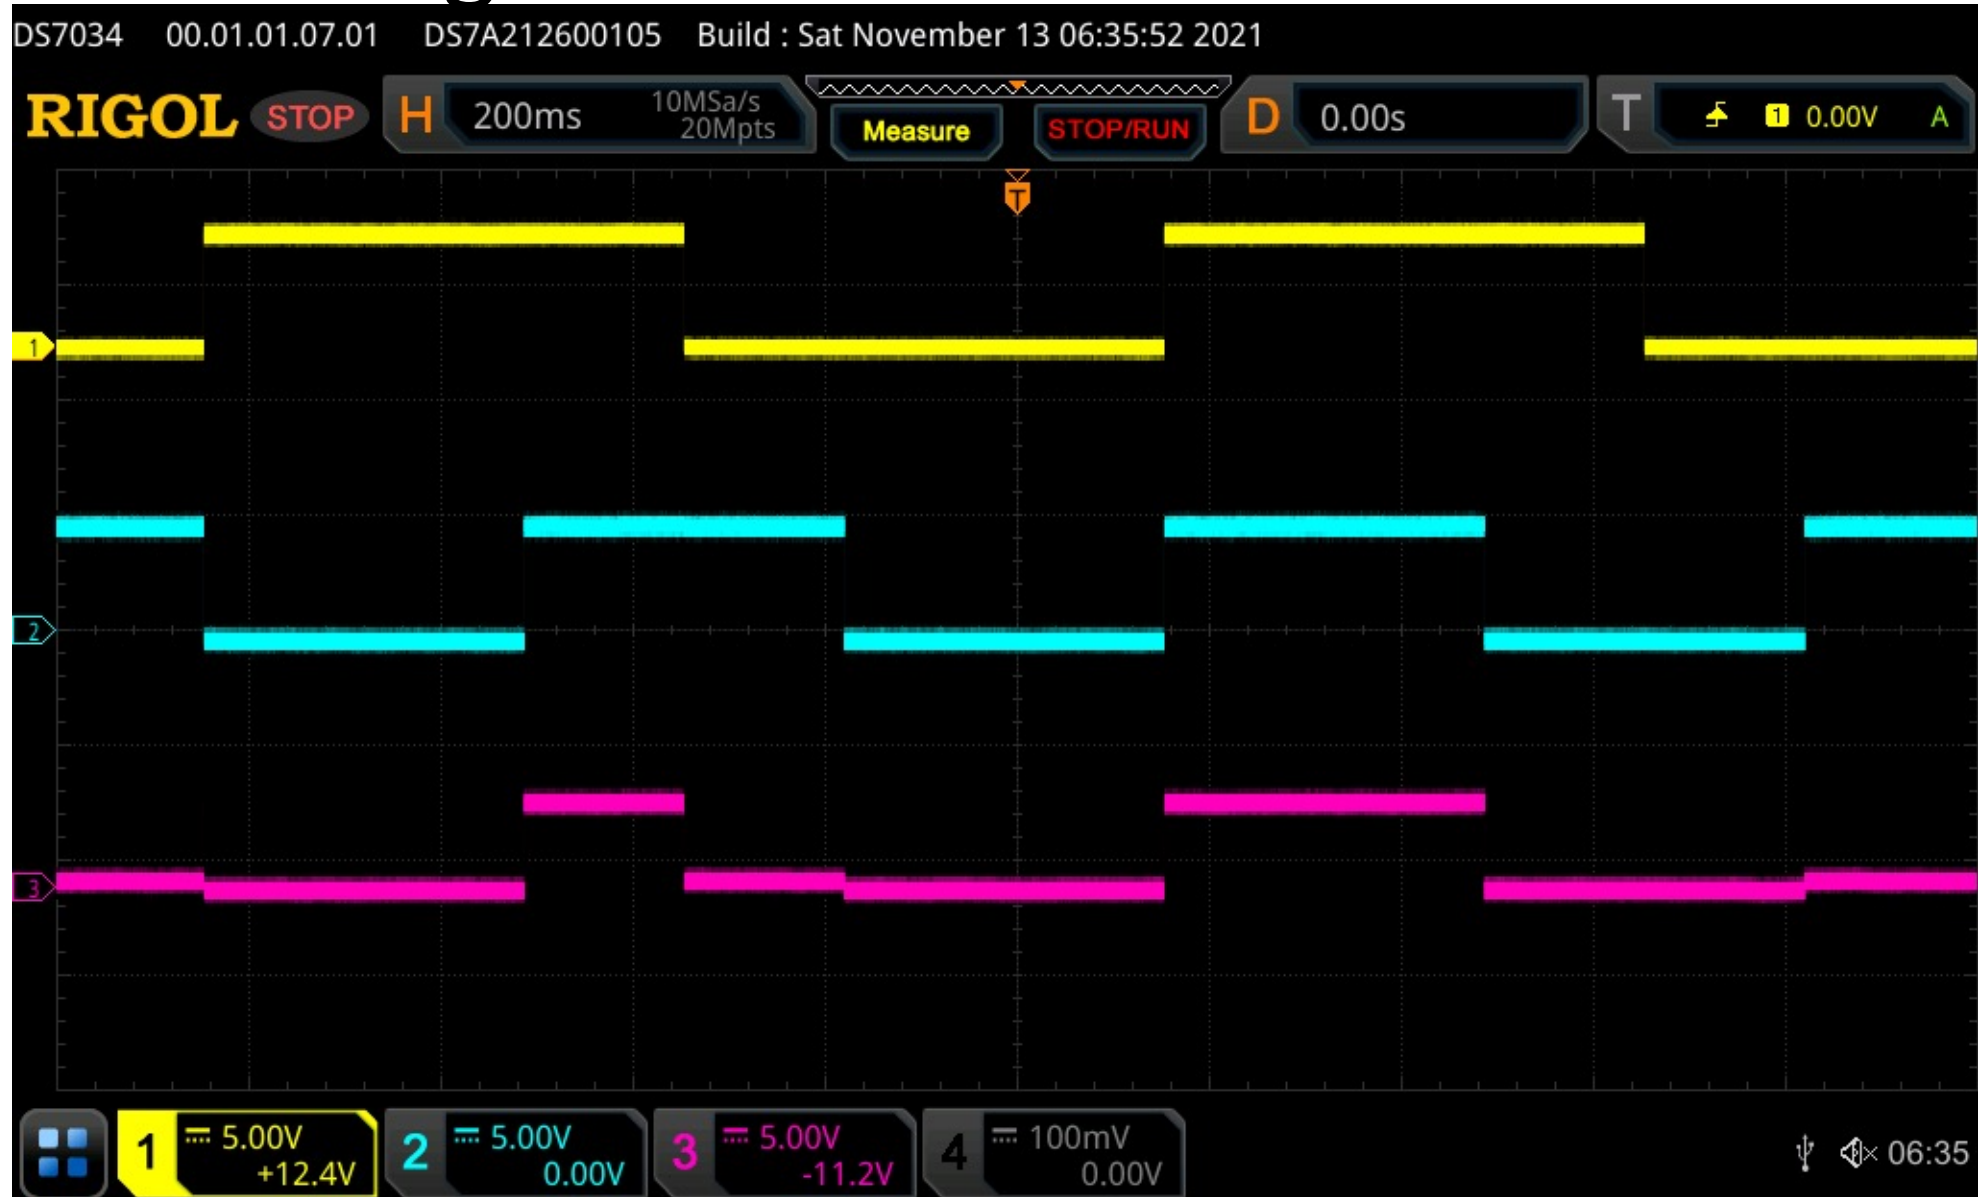 DS7034 00.01.01.07.01 DS7A212600105 Build : Sat November 13 06:35:52 2021
RIGOL STOP H 200ms 10MSa/s 20Mpts Measure STOP/RUN D 0.00s T 1 0.00V A
T
1
2
3
1 5.00V +12.4V 2 5.00V 0.00V 3 5.00V -11.2V 4 100mV 0.00V 06:35